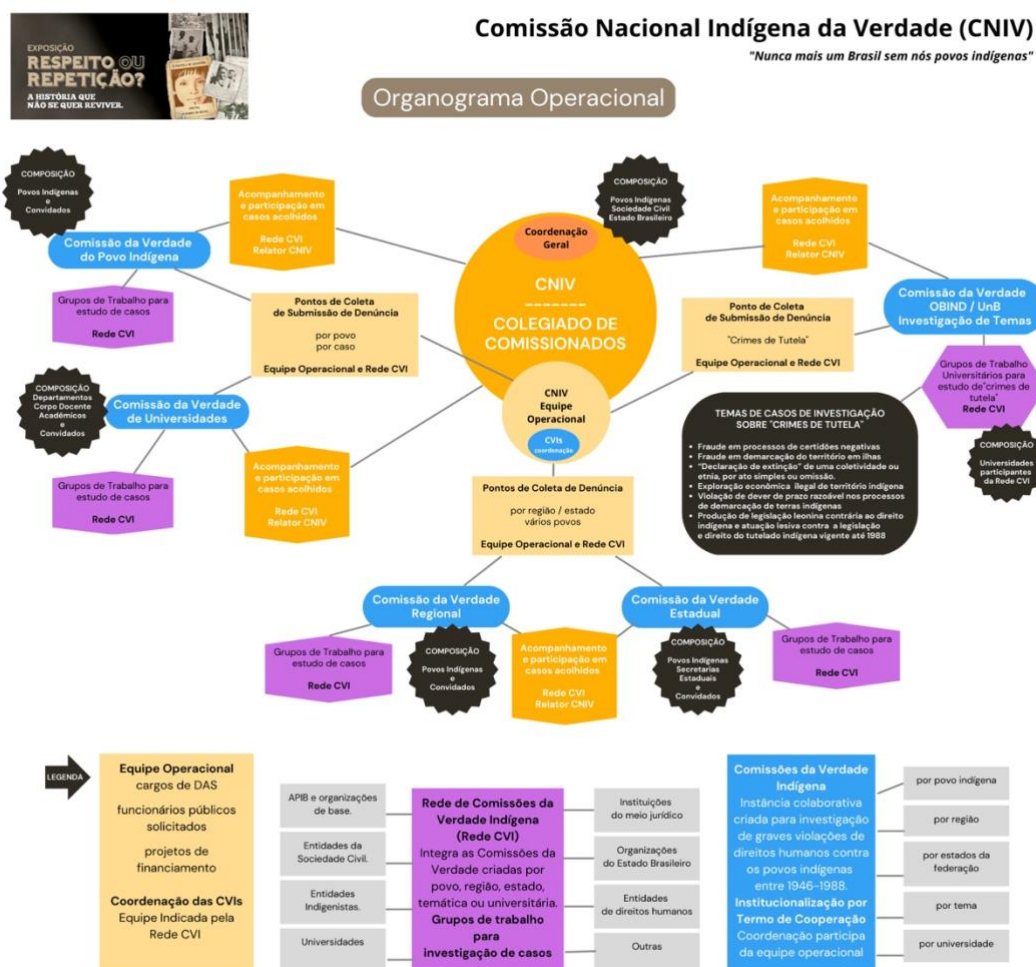 EXPOSIÇÃO
RESPEITO OU
REPETIÇÃO?
A HISTÓRIA QUE
NÃO SE QUER REVIVER.
Comissão Nacional Indígena da Verdade (CNIV)
"Nunca mais um Brasil sem nós povos indígenas"
Organograma Operacional
COMPOSIÇÃO
Povos Indígenas
e
Convidados
Comissão da Verdade
do Povo Indígena
Acompanhamento
e participação em
casos acolhidos
Rede CVI
Relator CNIV
Grupos de Trabalho para
estudo de casos
Rede CVI
Pontos de Coleta
de Submissão de Denúncia
por povo
por caso
Equipe Operacional e Rede CVI
COMPOSIÇÃO
Departamentos
Corpo Docente
Acadêmicos
e
Convidados
Comissão da Verdade
de Universidades
Grupos de Trabalho para
estudo de casos
Rede CVI
Acompanhamento
e participação em
casos acolhidos
Rede CVI
Relator CNIV
COMPOSIÇÃO
Povos Indígenas
Sociedade Civil
Estado Brasileiro
Coordenação
Geral
CNIV
-------
COLEGIADO DE
COMISSIONADOS
CNIV
Equipe
Operacional
CVIs
coordenação
Acompanhamento
e participação em
casos acolhidos
Rede CVI
Relator CNIV
Ponto de Coleta
de Submissão de Denúncia
"Crimes de Tutela"
Equipe Operacional e Rede CVI
Comissão da Verdade
OBIND / UnB
Investigação de Temas
Grupos de Trabalho
Universitários para
estudo de"crimes de
tutela"
Rede CVI
COMPOSIÇÃO
Universidades
participantes
da Rede CVI
TEMAS DE CASOS DE INVESTIGAÇÃO
SOBRE "CRIMES DE TUTELA"
• Fraude em processos de certidões negativas
• Fraude em demarcação do território em ilhas
• "Declaração de extinção" de uma coletividade ou
etnia, por ato simples ou omissão.
• Exploração econômica ilegal de território indígena
• Violação de dever de prazo razoável nos processos
de demarcação de terras indígenas
• Produção de legislação leonina contrária ao direito
indígena e atuação lesiva contra a legislação
e direito do tutelado indígena vigente até 1988
Pontos de Coleta de Denúncia
por região / estado
vários povos
Equipe Operacional e Rede CVI
Comissão da Verdade
Regional
Comissão da Verdade
Estadual
Grupos de Trabalho para
estudo de casos
Rede CVI
COMPOSIÇÃO
Povos Indígenas
e
Convidados
Acompanhamento
e participação em
casos acolhidos
Rede CVI
Relator CNIV
COMPOSIÇÃO
Povos Indígenas
Secretarias
Estaduais
e
Convidados
Grupos de Trabalho para
estudo de casos
Rede CVI
LEGENDA
Equipe Operacional
cargos de DAS
funcionários públicos
solicitados
projetos de
financiamento
Coordenação das CVIs
Equipe Indicada pela
Rede CVI
APIB e organizações
de base.
Entidades da
Sociedade Civil.
Entidades
Indigenistas.
Universidades
Rede de Comissões da
Verdade Indígena
(Rede CVI)
Integra as Comissões da
Verdade criadas por
povo, região, estado,
temática ou universitária.
Grupos de trabalho
para
investigação de casos
Instituições
do meio jurídico
Organizações
do Estado Brasileiro
Entidades
de direitos humanos
Outras
Comissões da Verdade
Indígena
Instância colaborativa
criada para investigação
de graves violações de
direitos humanos contra
os povos indígenas
entre 1946-1988.
Institucionalização por
Termo de Cooperação
Coordenação participa
da equipe operacional
por povo indígena
por região
por estados da
federação
por tema
por universidade